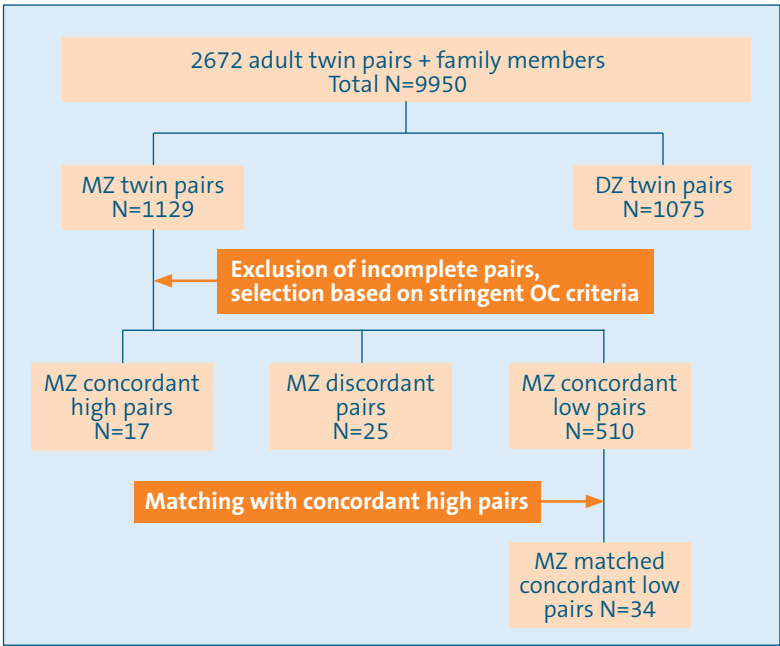 2672 adult twin pairs + family members
Total N=9950
MZ twin pairs
N=1129
DZ twin pairs
N=1075
Exclusion of incomplete pairs,
selection based on stringent OC criteria
MZ concordant
high pairs
N=17
MZ discordant
pairs
N=25
MZ concordant
low pairs
N=510
Matching with concordant high pairs
MZ matched
concordant low
pairs N=34